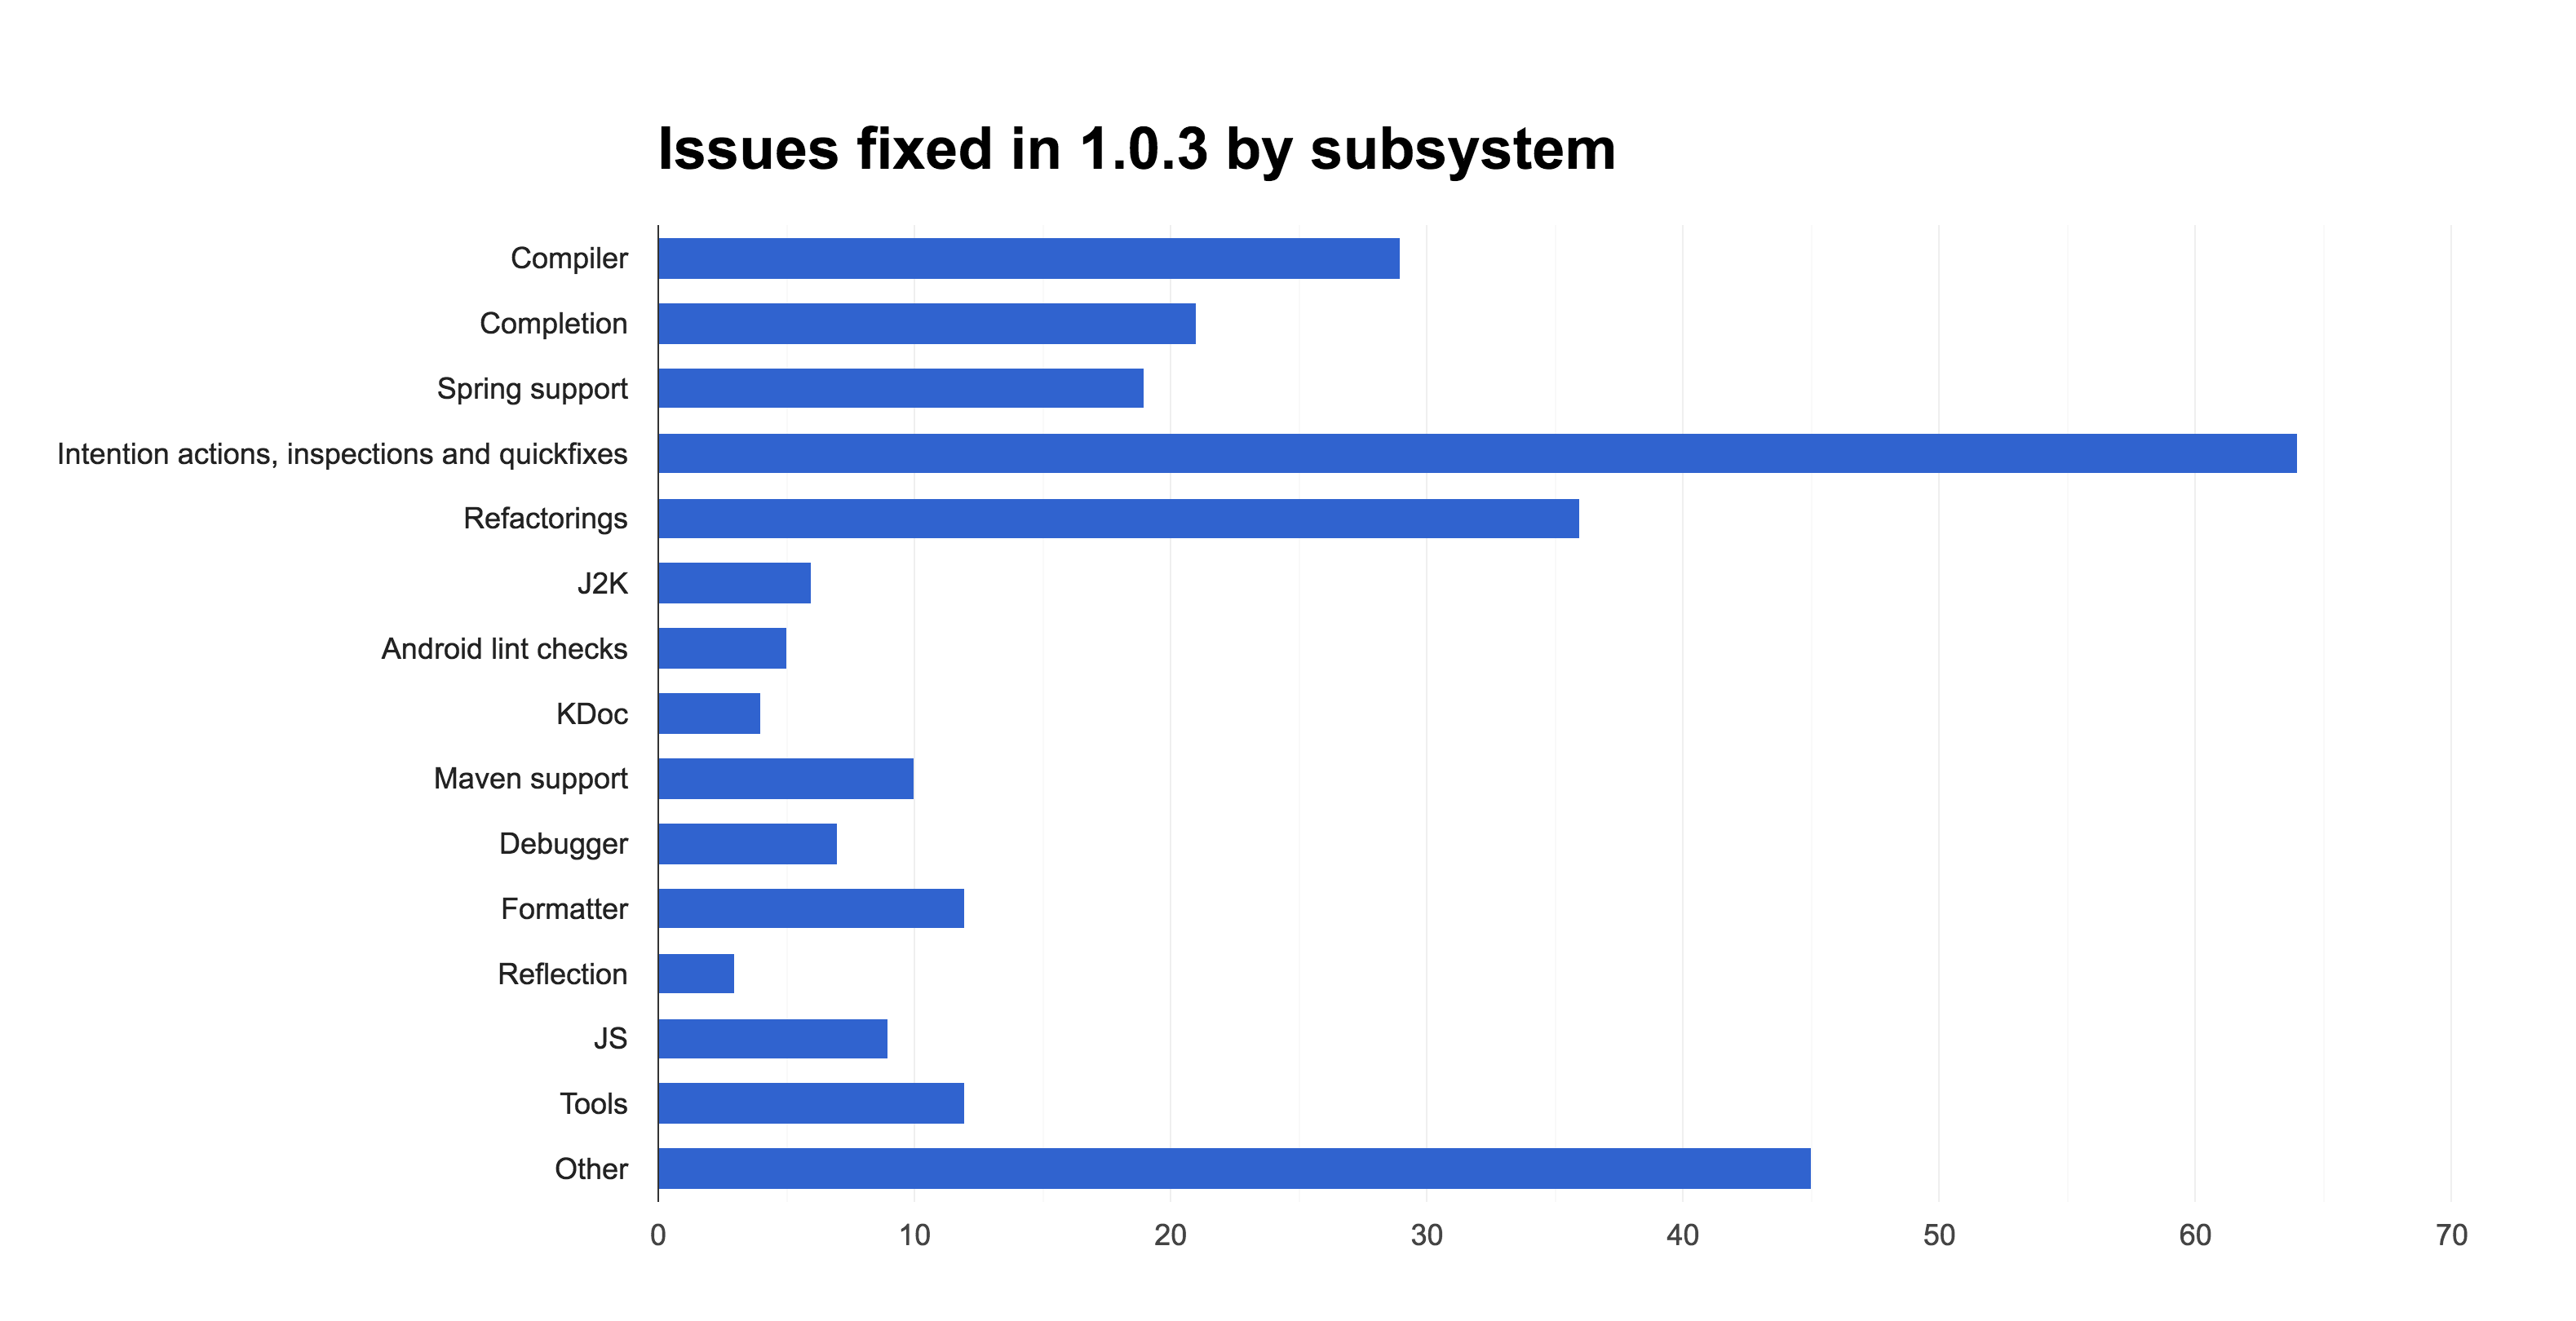 Issues fixed in 1.0.3 by subsystem
Compiler
Completion
Spring support
Intention actions, inspections and quickfixes
Refactorings
J2K
Android lint checks
KDoc
Maven support
Debugger
Formatter
Reflection
JS
Tools
Other
0 10 20 30 40 50 60 70